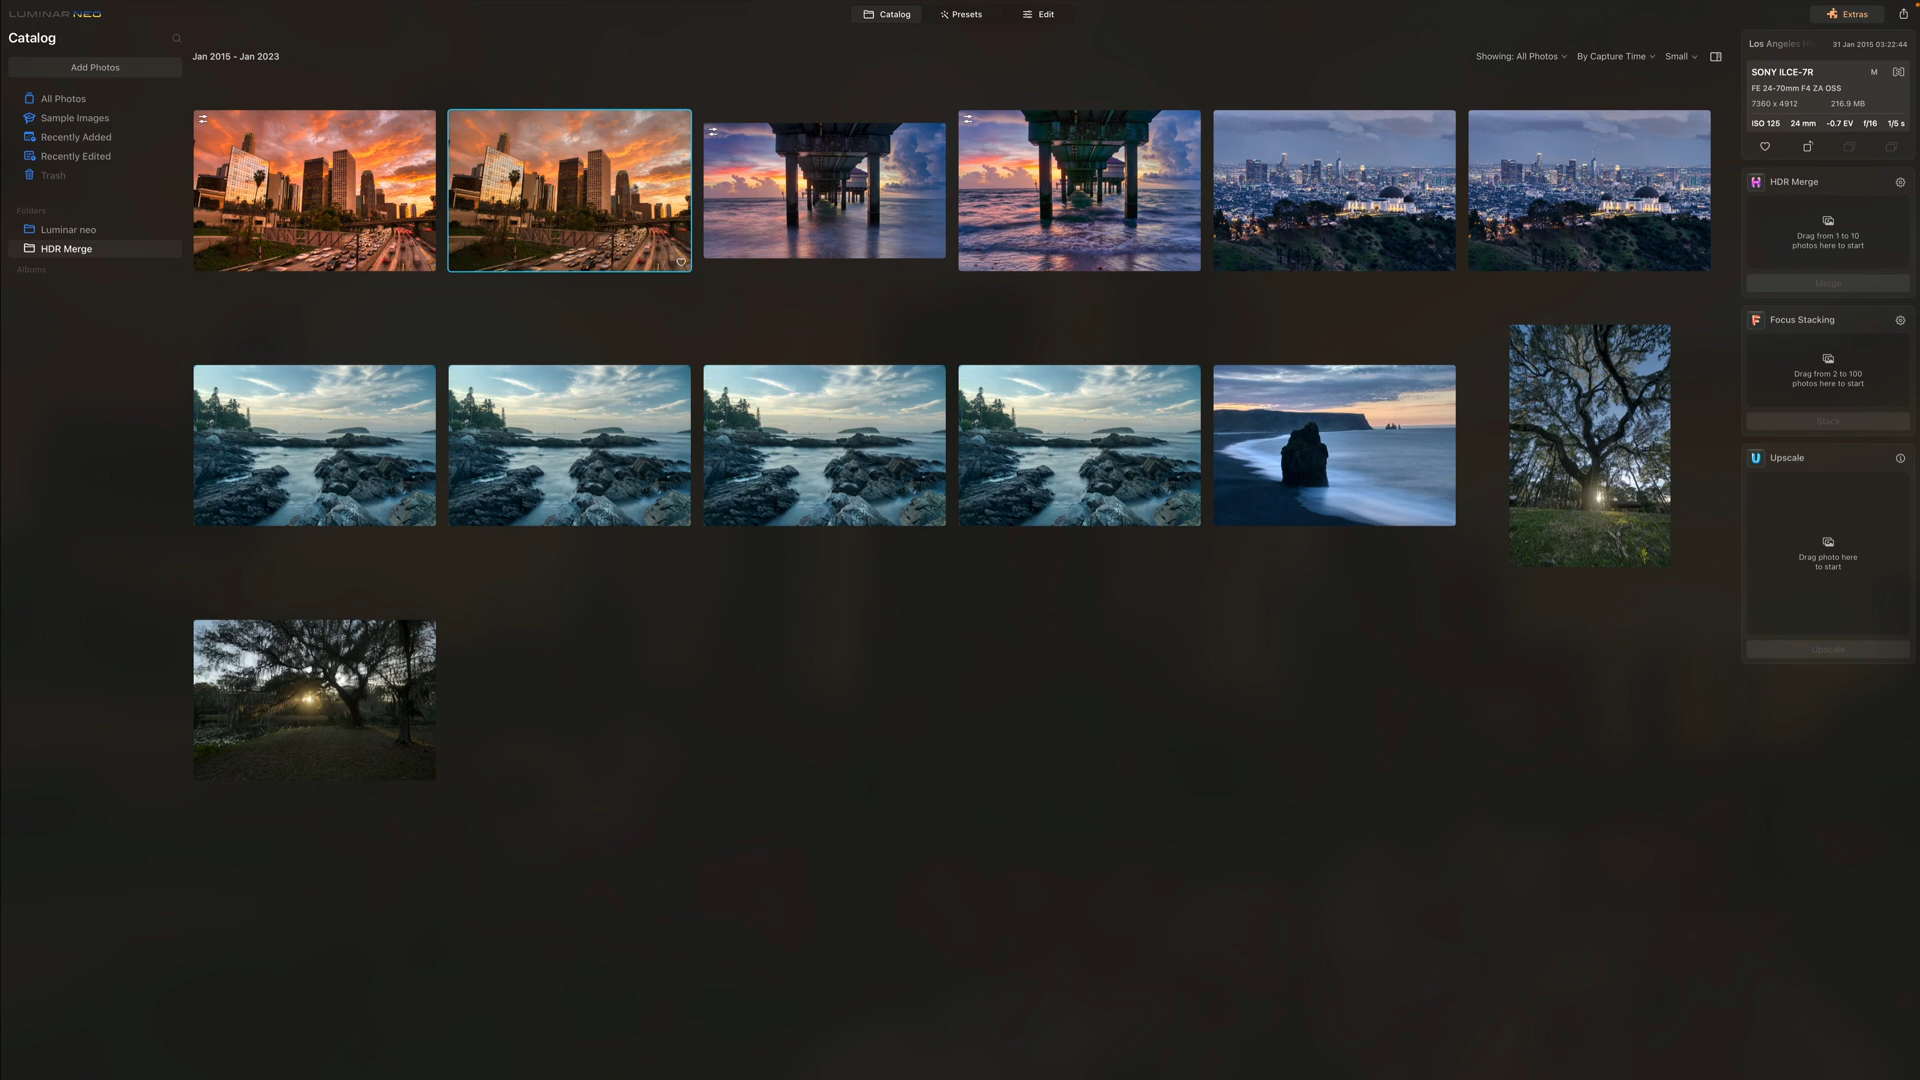 LUMINAR NEO
Catalog
Presets
Edit
Extras
Catalog
Add Photos
All Photos
Sample Images
Recently Added
Recently Edited
Trash
Folders
Luminar neo
HDR Merge
Albums
Jan 2015 - Jan 2023
Showing: All Photos
By Capture Time
Small
Los Angeles
31 Jan 2015 03:22:44
SONY ILCE-7R
M
FE 24-70mm F4 ZA OSS
7360 x 4912
216.9 MB
ISO 125
24 mm
-0.7 EV
f/16
1/5 s
HDR Merge
Drag from 1 to 10
photos here to start
Merge
Focus Stacking
Drag from 2 to 100
photos here to start
Stack
Upscale
Drag photo here
to start
Upscale